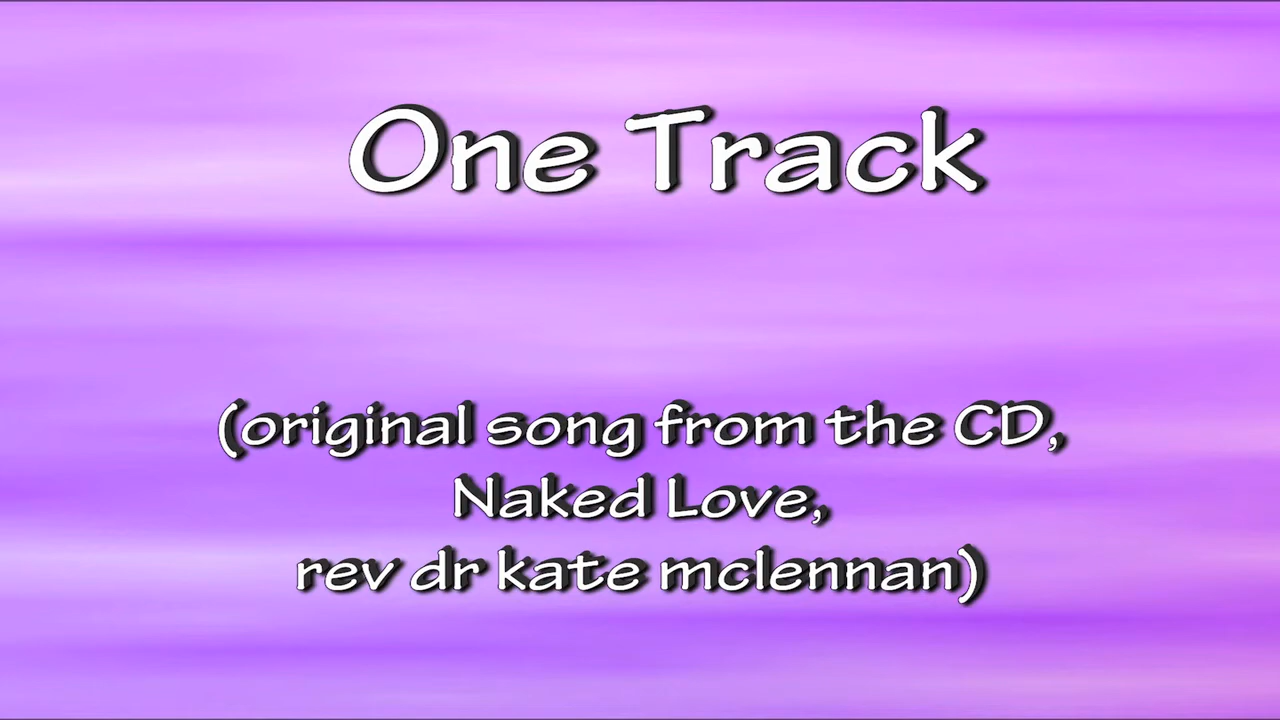 One Track
(original song from the CD,
Naked Love,
rev dr kate mclennan)